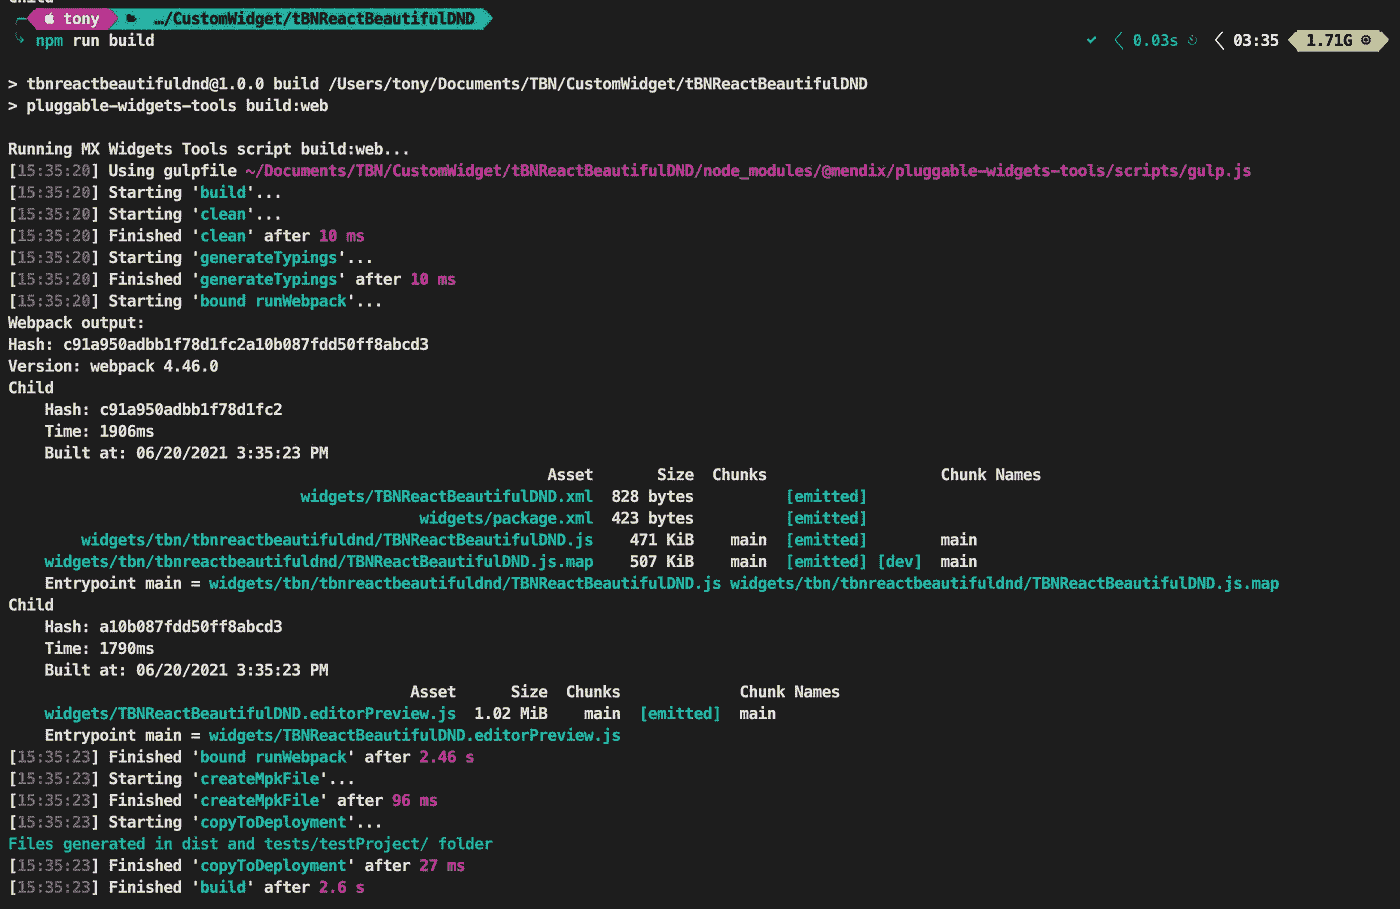 Child
tony …/CustomWidget/tBNReactBeautifulDND
npm run build ✓ 0.03s 03:35 1.71G
> tbnreactbeautifuldnd@1.0.0 build /Users/tony/Documents/TBN/CustomWidget/tBNReactBeautifulDND
> pluggable-widgets-tools build:web
Running MX Widgets Tools script build:web...
[15:35:20] Using gulpfile ~/Documents/TBN/CustomWidget/tBNReactBeautifulDND/node_modules/@mendix/pluggable-widgets-tools/scripts/gulp.js
[15:35:20] Starting 'build'...
[15:35:20] Starting 'clean'...
[15:35:20] Finished 'clean' after 10 ms
[15:35:20] Starting 'generateTypings'...
[15:35:20] Finished 'generateTypings' after 10 ms
[15:35:20] Starting 'bound runWebpack'...
Webpack output:
Hash: c91a950adbb1f78d1fc2a10b087fdd50ff8abcd3
Version: webpack 4.46.0
Child
Hash: c91a950adbb1f78d1fc2
Time: 1906ms
Built at: 06/20/2021 3:35:23 PM
Asset Size Chunks Chunk Names
widgets/TBNReactBeautifulDND.xml 828 bytes [emitted]
widgets/package.xml 423 bytes [emitted]
widgets/tbn/tbnreactbeautifuldnd/TBNReactBeautifulDND.js 471 KiB main [emitted] main
widgets/tbn/tbnreactbeautifuldnd/TBNReactBeautifulDND.js.map 507 KiB main [emitted] [dev] main
Entrypoint main = widgets/tbn/tbnreactbeautifuldnd/TBNReactBeautifulDND.js widgets/tbn/tbnreactbeautifuldnd/TBNReactBeautifulDND.js.map
Child
Hash: a10b087fdd50ff8abcd3
Time: 1790ms
Built at: 06/20/2021 3:35:23 PM
Asset Size Chunks Chunk Names
widgets/TBNReactBeautifulDND.editorPreview.js 1.02 MiB main [emitted] main
Entrypoint main = widgets/TBNReactBeautifulDND.editorPreview.js
[15:35:23] Finished 'bound runWebpack' after 2.46 s
[15:35:23] Starting 'createMpkFile'...
[15:35:23] Finished 'createMpkFile' after 96 ms
[15:35:23] Starting 'copyToDeployment'...
Files generated in dist and tests/testProject/ folder
[15:35:23] Finished 'copyToDeployment' after 27 ms
[15:35:23] Finished 'build' after 2.6 s